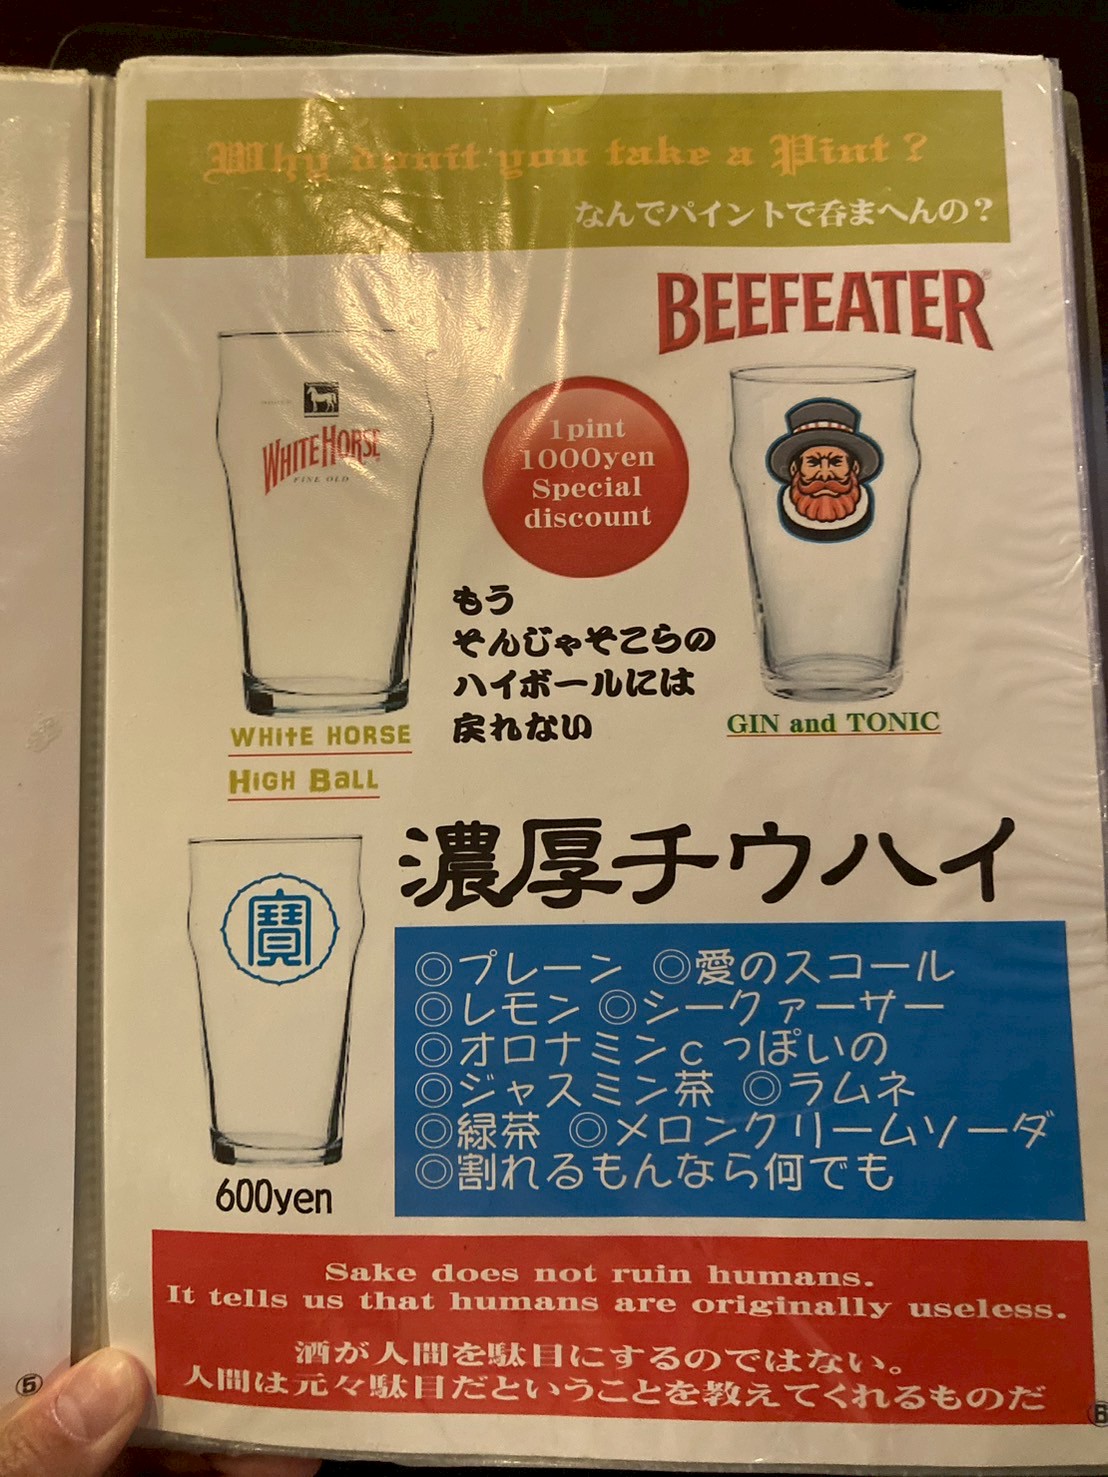 Why donit you take a Pint ?
なんでパイントで呑まへんの?
BEEFEATER
WHITE HORSE
FINE OLD
1pint
1000yen
Special
discount
もう
そんじゃそこらの
ハイボールには
戻れない
WHItE HORSE
HIGH BaLL
GIN and TONIC
濃厚チウハイ
寶
◎プレーン ◎愛のスコール
◎レモン ◎シークァーサー
◎オロナミンcっぽいの
◎ジャスミン茶 ◎ラムネ
◎緑茶 ◎メロンクリームソーダ
◎割れるもんなら何でも
600yen
Sake does not ruin humans.
It tells us that humans are originally useless.
酒が人間を駄目にするのではない。
人間は元々駄目だということを教えてくれるものだ
⑤
⑥